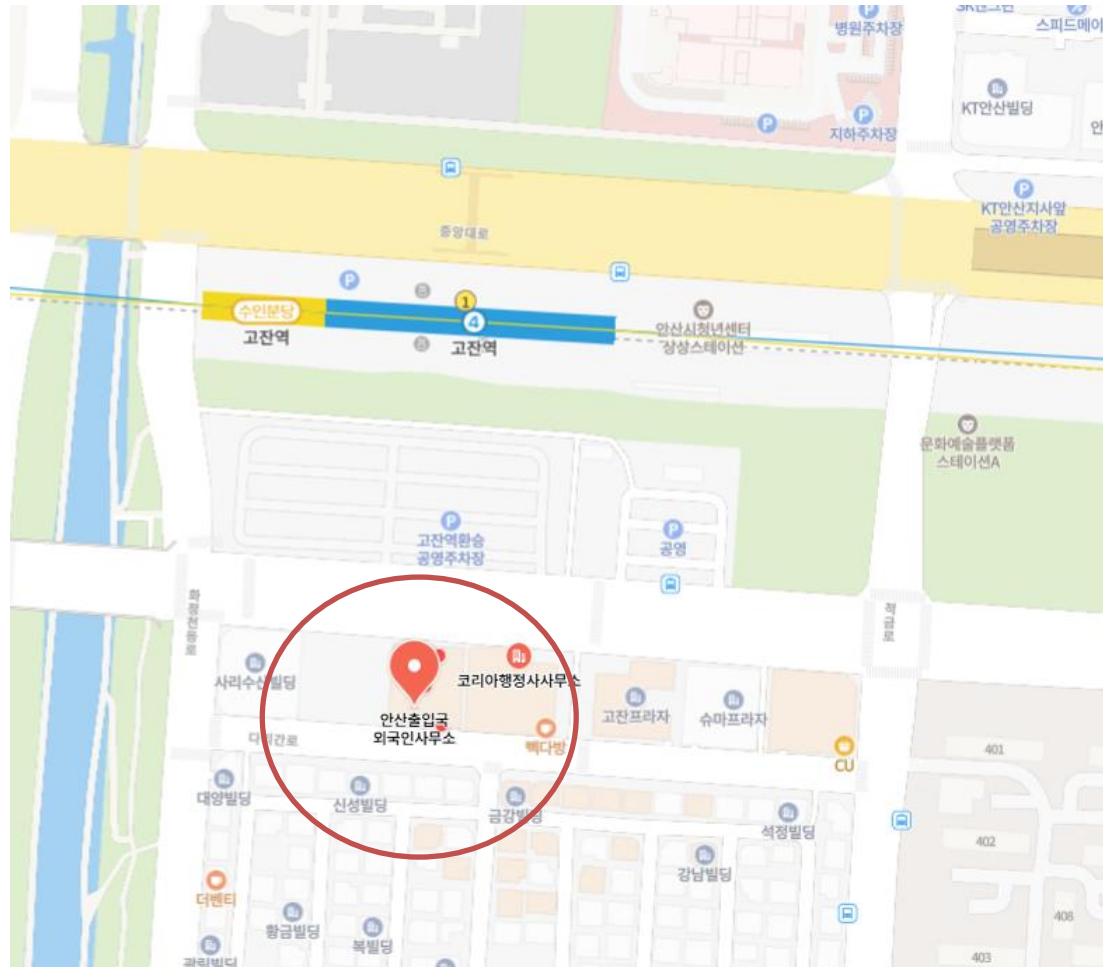 병원주차장
스피드메이
KT안산빌딩
지하주차장
안
KT안산지사앞
공영주차장
중앙대로
수인분당
고잔역
1
4
고잔역
안산시청년센터
상상스테이션
문화예술플랫폼
스테이션A
고잔역환승
공영주차장
공영
화정천동로
적금로
사리수산빌딩
코리아행정사사무소
안산출입국
외국인사무소
고잔프라자
슈마프라자
빽다방
CU
401
대양빌딩
신성빌딩
금강빌딩
석정빌딩
402
강남빌딩
더벤티
황금빌딩
복빌딩
408
광림빌딩
403